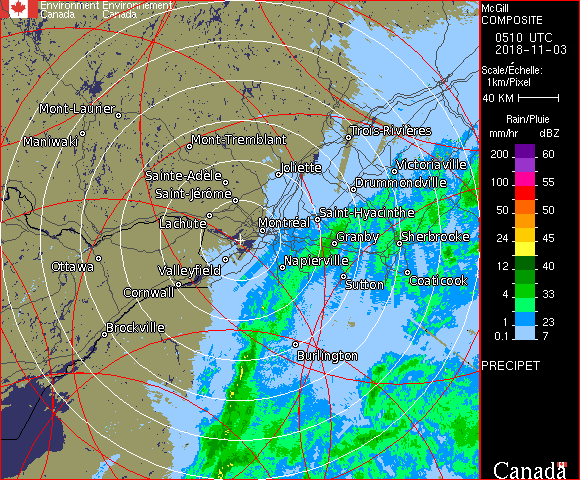 Environment Environnement
Canada Canada
McGill
COMPOSITE
0510 UTC
2018-11-03
Scale/Échelle:
1km/Pixel
40 KM
Rain/Pluie
mm/hr dBZ
200 60
100 55
50 50
24 45
12 40
4 33
1 23
0.1 7
PRECIPET
Mont-Laurier
Maniwaki
Mont-Tremblant
Trois-Rivières
Joliette
Victoriaville
Sainte-Adèle
Drummondville
Saint-Jérôme
Lachute
Saint-Hyacinthe
Montréal
Granby
Sherbrooke
Ottawa
Valleyfield
Napierville
Coaticook
Sutton
Cornwall
Brockville
Burlington
Canada